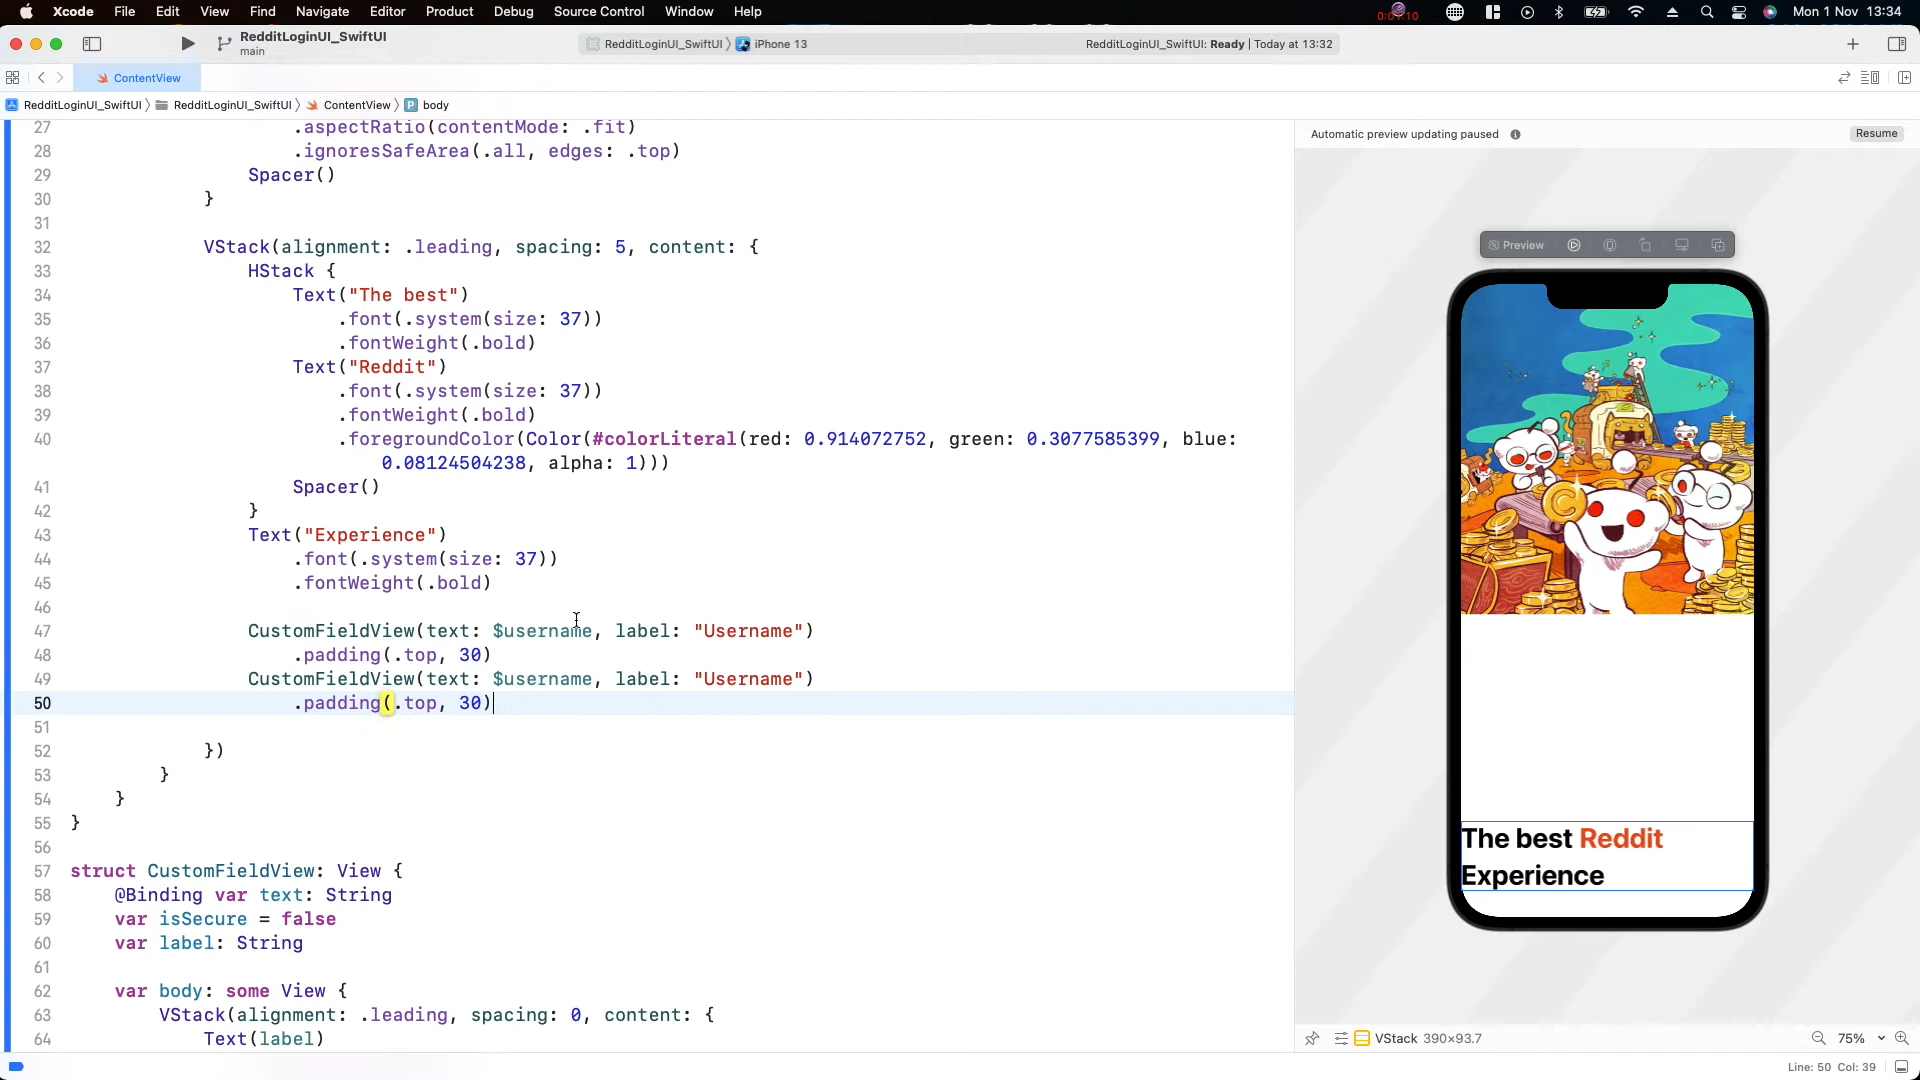 Xcode File Edit View Find Navigate Editor Product Debug Source Control Window Help
0:01:10
Mon 1 Nov 13:34
RedditLoginUI_SwiftUI
main
RedditLoginUI_SwiftUI iPhone 13
RedditLoginUI_SwiftUI: Ready | Today at 13:32
ContentView
RedditLoginUI_SwiftUI RedditLoginUI_SwiftUI ContentView P body
27 .aspectRatio(contentMode: .fit)
28 .ignoresSafeArea(.all, edges: .top)
29 Spacer()
30 }
31
32 VStack(alignment: .leading, spacing: 5, content: {
33 HStack {
34 Text("The best")
35 .font(.system(size: 37))
36 .fontWeight(.bold)
37 Text("Reddit")
38 .font(.system(size: 37))
39 .fontWeight(.bold)
40 .foregroundColor(Color(#colorLiteral(red: 0.914072752, green: 0.3077585399, blue:
0.08124504238, alpha: 1)))
41 Spacer()
42 }
43 Text("Experience")
44 .font(.system(size: 37))
45 .fontWeight(.bold)
46
47 CustomFieldView(text: $username, label: "Username")
48 .padding(.top, 30)
49 CustomFieldView(text: $username, label: "Username")
50 .padding(.top, 30)
51
52 })
53 }
54 }
55 }
56
57 struct CustomFieldView: View {
58 @Binding var text: String
59 var isSecure = false
60 var label: String
61
62 var body: some View {
63 VStack(alignment: .leading, spacing: 0, content: {
64 Text(label)
Automatic preview updating paused
Resume
Preview
The best Reddit
Experience
VStack 390×93.7
75%
Line: 50 Col: 39